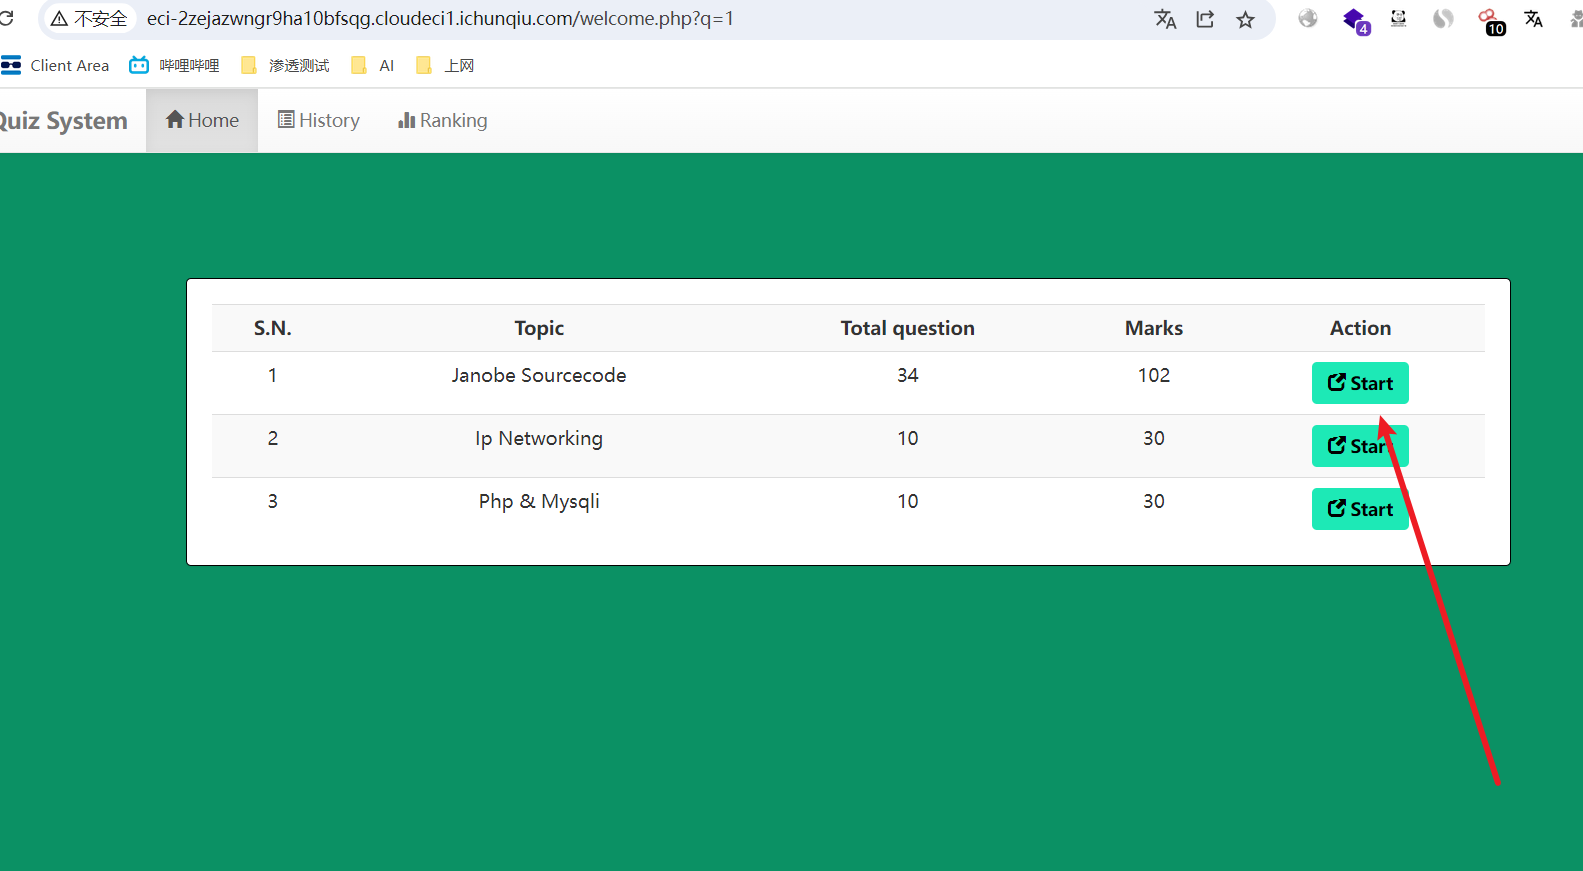 不安全 eci-2zejazwngr9ha10bfsqg.cloudeci1.ichunqiu.com/welcome.php?q=1 4 10
Client Area 哔哩哔哩 渗透测试 AI 上网
Quiz System Home History Ranking
S.N. Topic Total question Marks Action
1 Janobe Sourcecode 34 102 Start
2 Ip Networking 10 30 Start
3 Php & Mysqli 10 30 Start